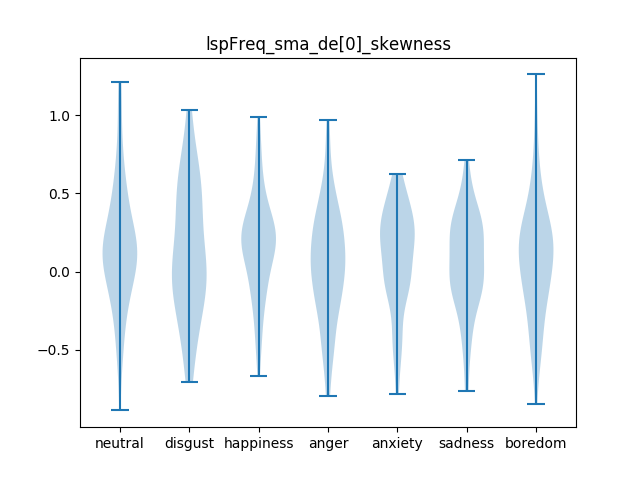 lspFreq_sma_de[0]_skewness
1.0
0.5
0.0
−0.5
neutral disgust happiness anger anxiety sadness boredom